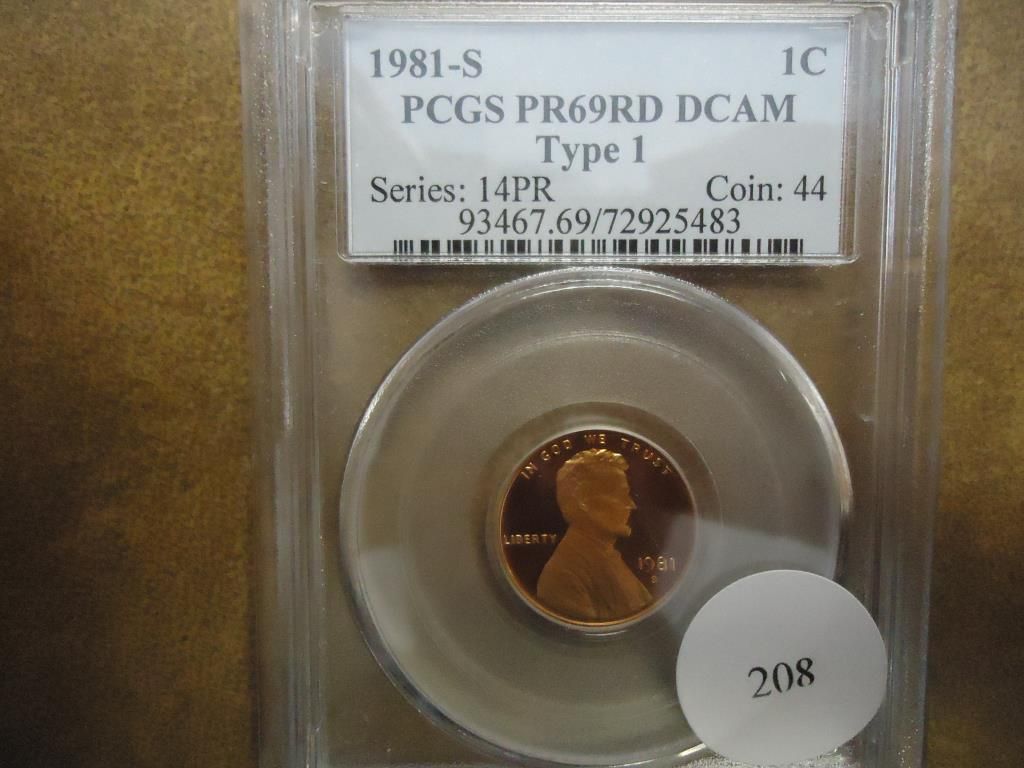 1981-S 1C
PCGS PR69RD DCAM
Type 1
Series: 14PR Coin: 44
93467.69/72925483
IN GOD WE TRUST
LIBERTY
1981
S
208